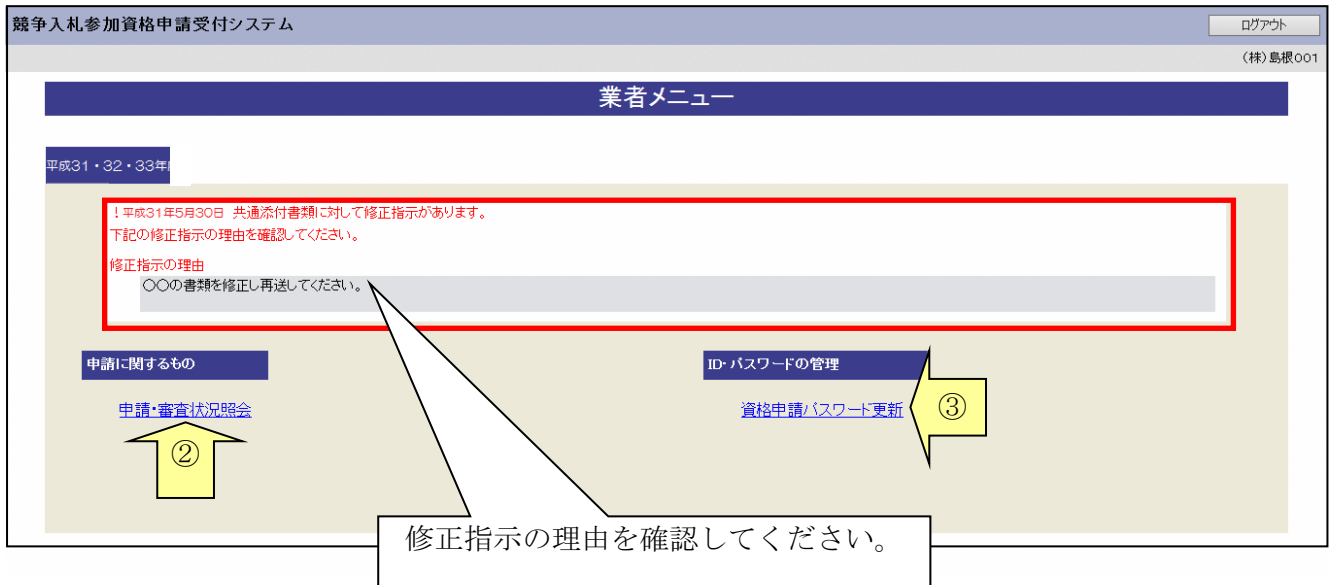 競争入札参加資格申請受付システム
ログアウト
(株)島根001
業者メニュー
平成31・32・33年
!平成31年5月30日 共通添付書類に対して修正指示があります。
下記の修正指示の理由を確認してください。
修正指示の理由
〇〇の書類を修正し再送してください。
申請に関するもの
ID・パスワードの管理
申請・審査状況照会
資格申請パスワード更新
③
②
修正指示の理由を確認してください。